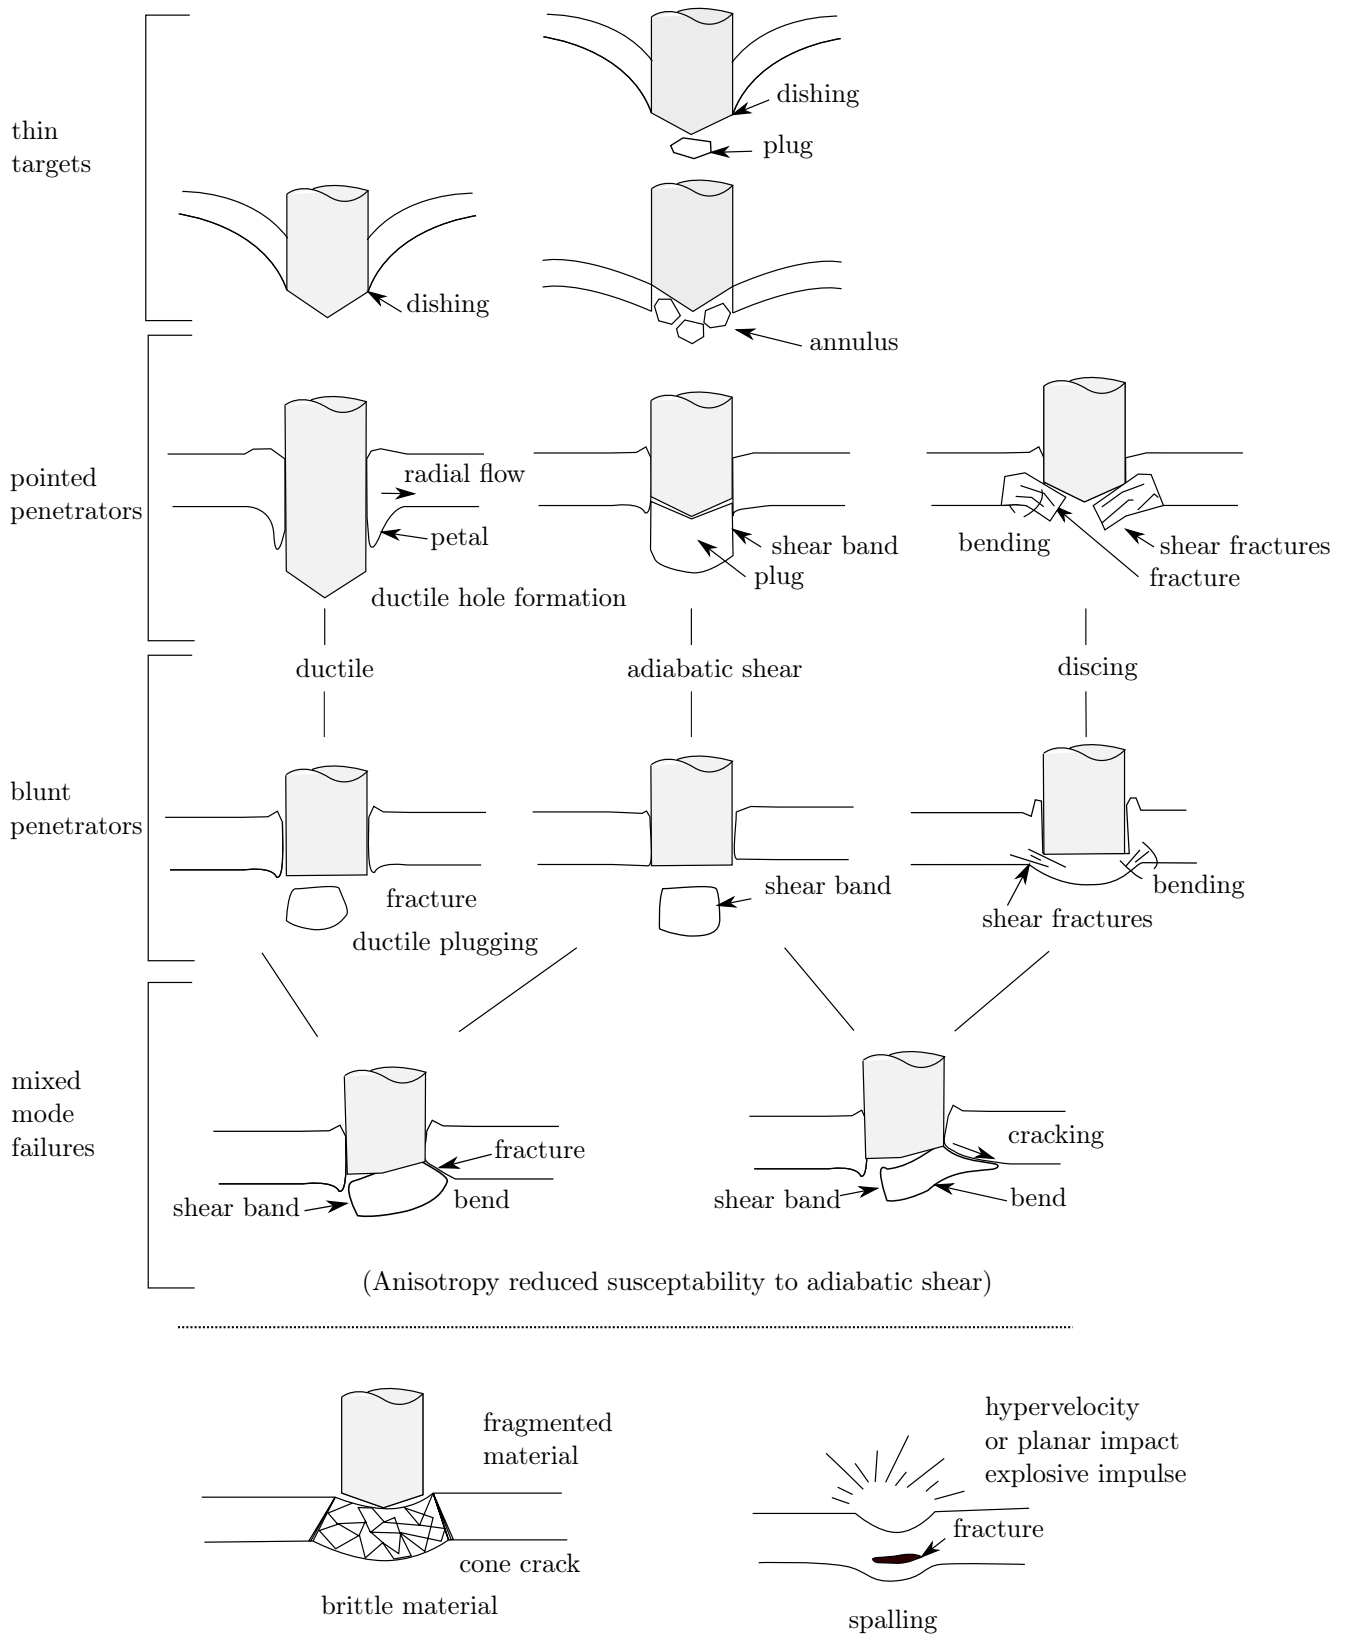 thin
targets
dishing
plug
dishing
annulus
pointed
penetrators
radial flow
petal
ductile hole formation
shear band
plug
bending
shear fractures
fracture
ductile
adiabatic shear
discing
blunt
penetrators
fracture
ductile plugging
shear band
bending
shear fractures
mixed
mode
failures
fracture
bend
shear band
cracking
shear band
bend
(Anisotropy reduced susceptability to adiabatic shear)
fragmented
material
cone crack
brittle material
hypervelocity
or planar impact
explosive impulse
fracture
spalling